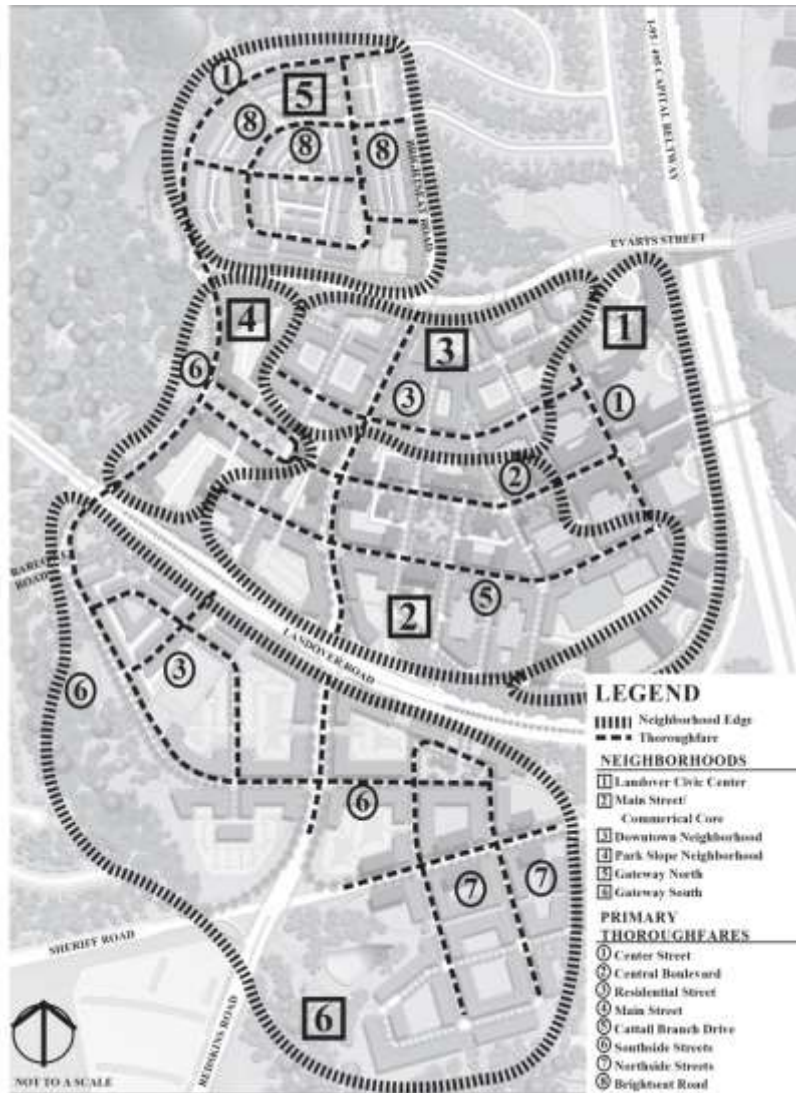 1
5
8
8
8
BRIGHTSEAT ROAD
I-95 / 495 CAPITAL BELTWAY
EVARTS STREET
4
3
1
6
3
1
2
5
2
ROAD
LANDOVER ROAD
3
6
6
7
7
SHERIFF ROAD
REDSKINS ROAD
6
NOT TO A SCALE
LEGEND
Neighborhood Edge
Thoroughfare
NEIGHBORHOODS
1 Landover Civic Center
2 Main Street/
Commerical Core
3 Downtown Neighborhood
4 Park Slope Neighborhood
5 Gateway North
6 Gateway South
PRIMARY
THOROUGHFARES
1 Center Street
2 Central Boulevard
3 Residential Street
4 Main Street
5 Cattail Branch Drive
6 Southside Streets
7 Northside Streets
8 Brightseat Road